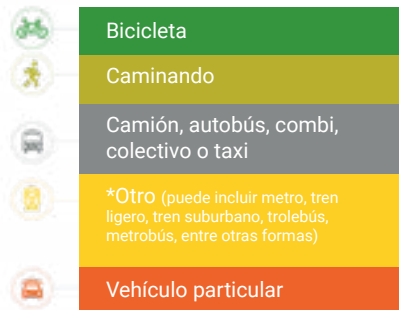 Bicicleta
Caminando
Camión, autobús, combi,
colectivo o taxi
*Otro (puede incluir metro, tren
ligero, tren suburbano, trolebús,
metrobús, entre otras formas)
Vehículo particular